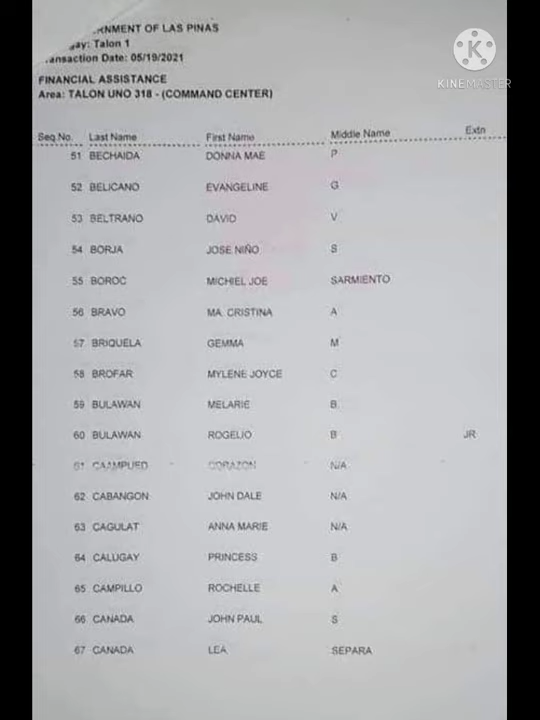 RNMENT OF LAS PINAS
ay: Talon 1
ansaction Date: 05/19/2021
FINANCIAL ASSISTANCE
Area: TALON UNO 318 - (COMMAND CENTER)
KINEMASTER
Seq.No. Last Name First Name Middle Name Extn
51 BECHAIDA DONNA MAE P
52 BELICANO EVANGELINE G
53 BELTRANO DAVID V
54 BORJA JOSE NIÑO S
55 BOROC MICHIEL JOE SARMIENTO
56 BRAVO MA. CRISTINA A
57 BRIQUELA GEMMA M
58 BROFAR MYLENE JOYCE C
59 BULAWAN MELARIE B.
60 BULAWAN ROGELIO B JR
61 CAAMPUED CORAZON N/A
62 CABANGON JOHN DALE N/A
63 CAGULAT ANNA MARIE N/A
64 CALUGAY PRINCESS B
65 CAMPILLO ROCHELLE A
66 CANADA JOHN PAUL S
67 CANADA LEA SEPARA